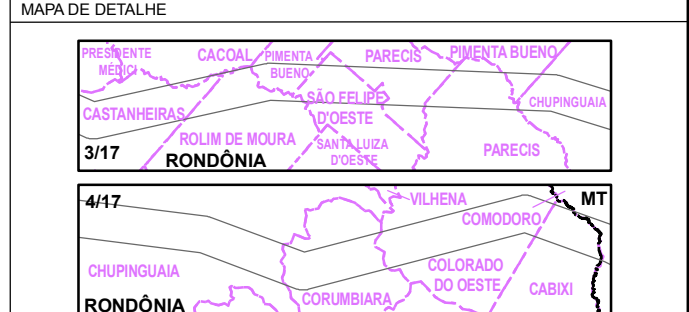 MAPA DE DETALHE
PRESIDENTE
MÉDICI
CACOAL
PIMENTA
BUENO
PARECIS
PIMENTA BUENO
CASTANHEIRAS
SÃO FELIPE
D'OESTE
CHUPINGUAIA
ROLIM DE MOURA
SANTA LUIZA
D'OESTE
PARECIS
3/17
RONDÔNIA
4/17
VILHENA
MT
COMODORO
CHUPINGUAIA
COLORADO
DO OESTE
CABIXI
CORUMBIARA
RONDÔNIA